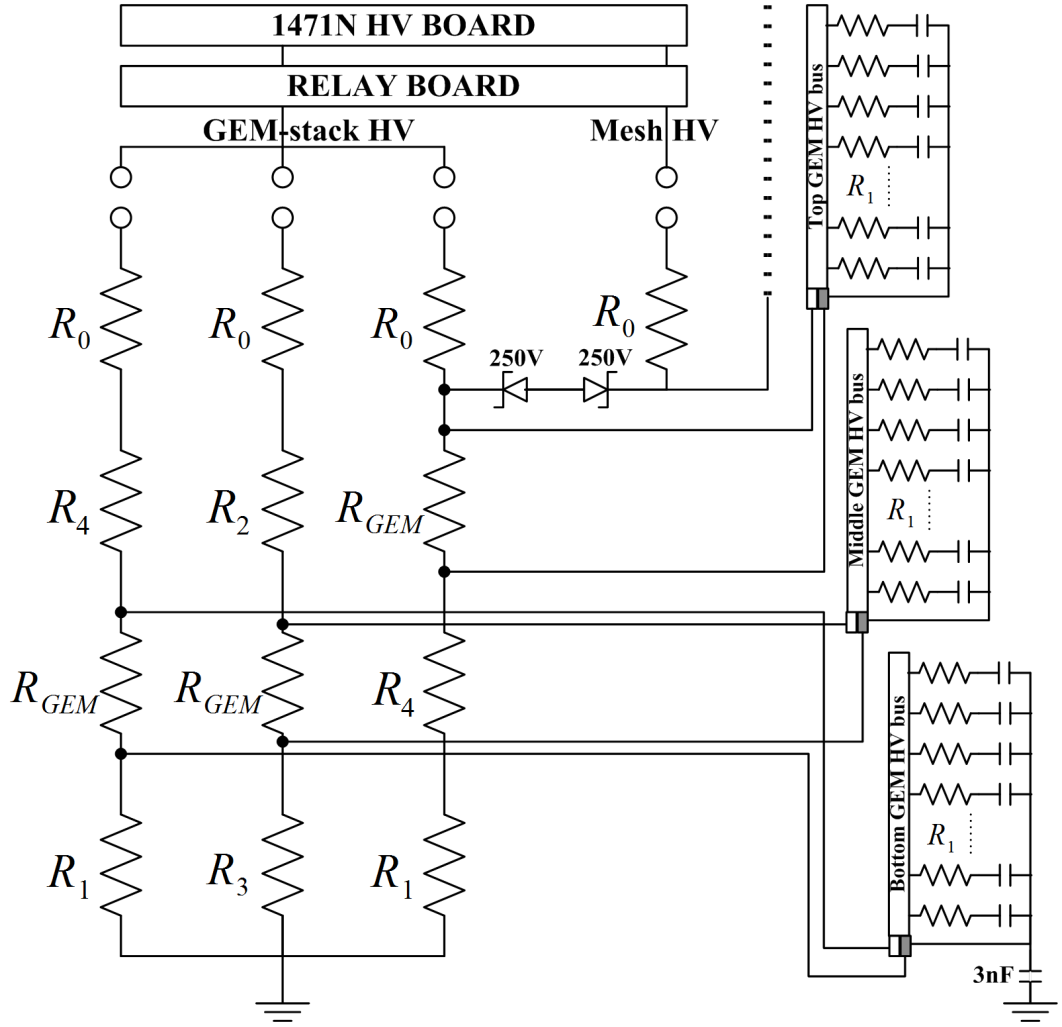 1471N HV BOARD
RELAY BOARD
GEM-stack HV
Mesh HV
R0 R0 R0 R0
250V 250V
R4 R2 RGEM
RGEM RGEM R4
R1 R3 R1
Top GEM HV bus
R1
Middle GEM HV bus
R1
Bottom GEM HV bus
R1
3nF